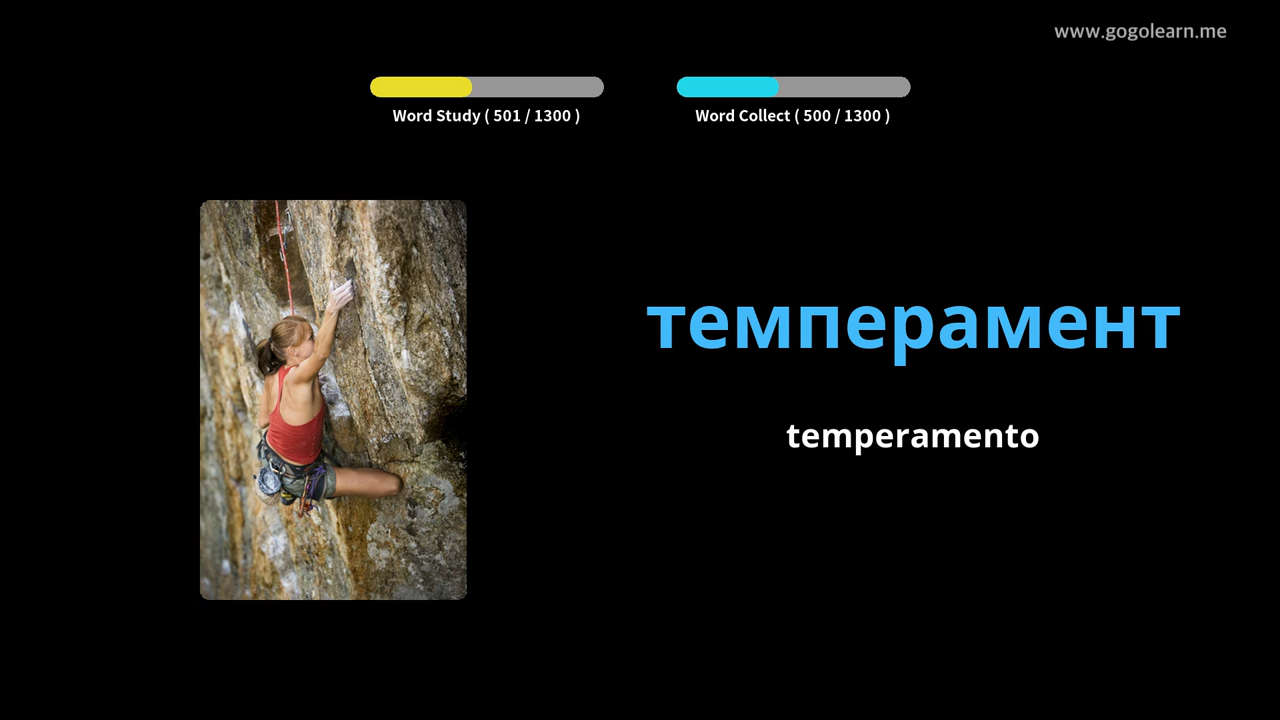 www.gogolearn.me
Word Study ( 501 / 1300 )
Word Collect ( 500 / 1300 )
темперамент
temperamento